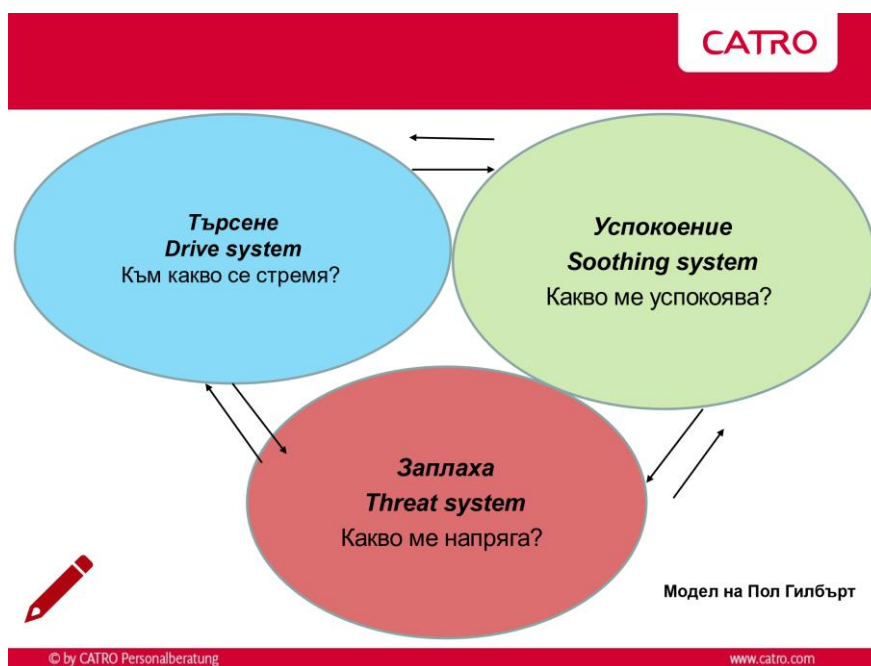 CATRO
Търсене
Drive system
Към какво се стремя?
Успокоение
Soothing system
Какво ме успокоява?
Заплаха
Threat system
Какво ме напряга?
Модел на Пол Гилбърт
© by CATRO Personalberatung
www.catro.com